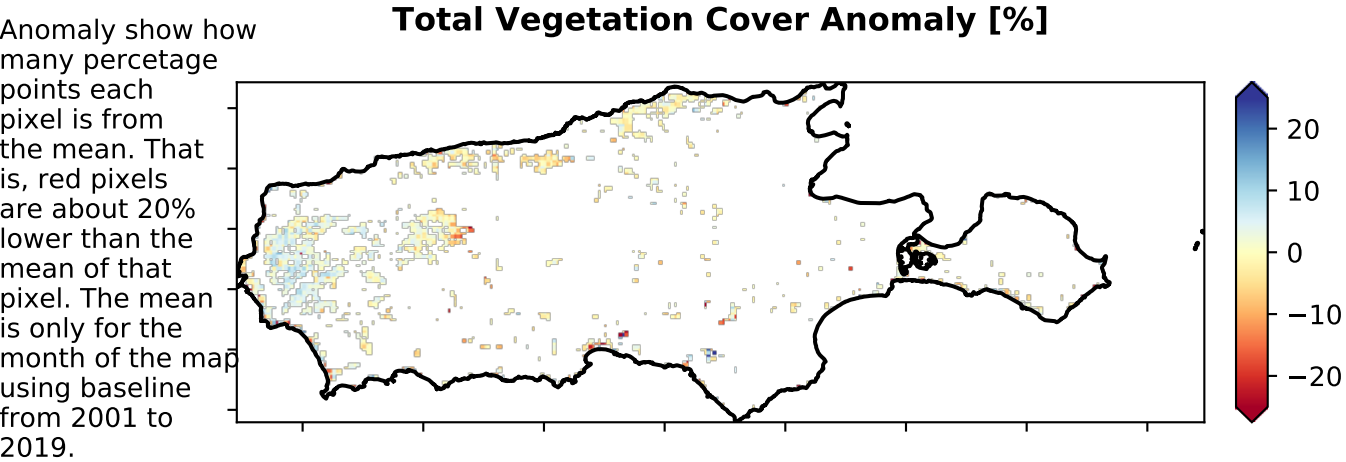 Total Vegetation Cover Anomaly [%]
Anomaly show how
many percetage
points each
pixel is from
the mean. That
is, red pixels
are about 20%
lower than the
mean of that
pixel. The mean
is only for the
month of the map
using baseline
from 2001 to
2019.
20
10
0
−10
−20